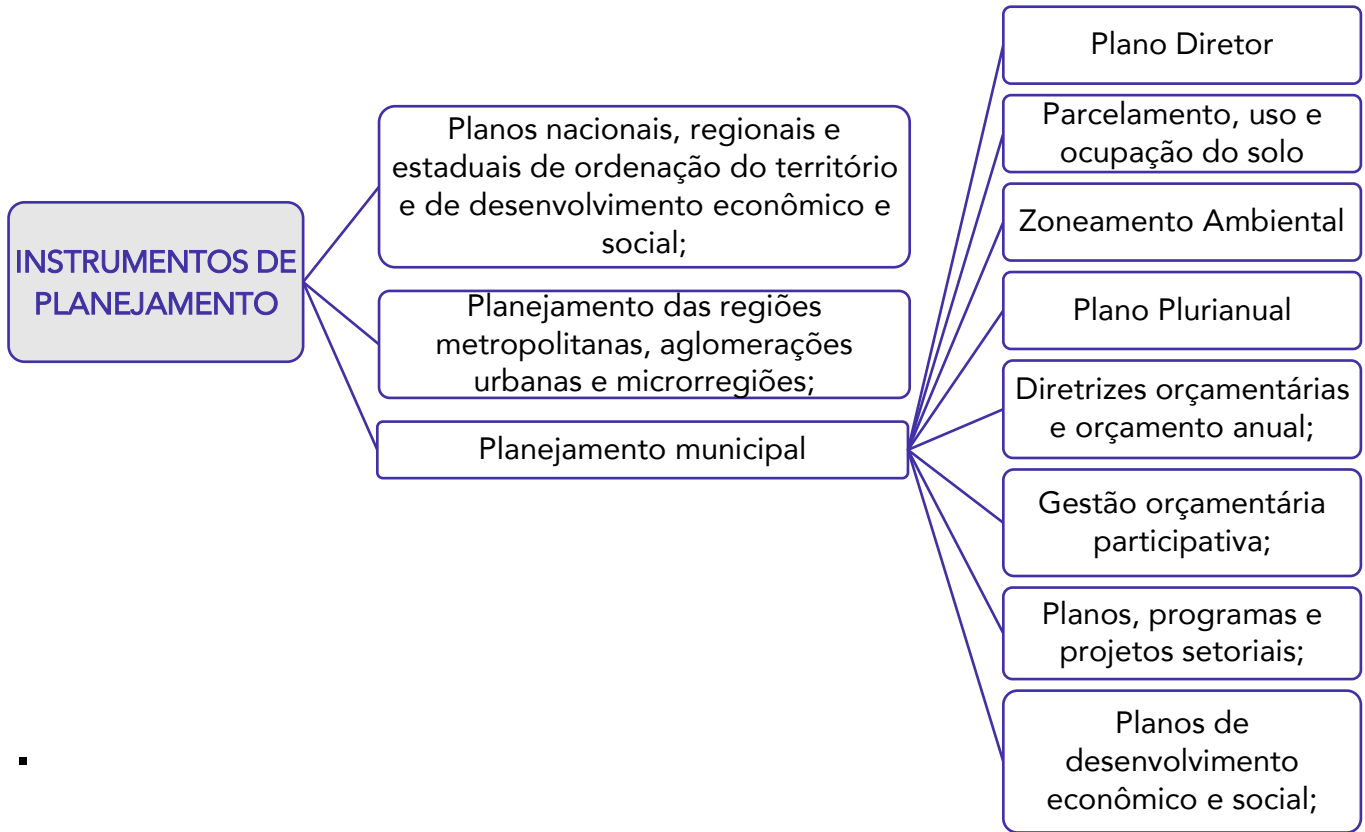 INSTRUMENTOS DE
PLANEJAMENTO
Planos nacionais, regionais e
estaduais de ordenação do território
e de desenvolvimento econômico e
social;
Planejamento das regiões
metropolitanas, aglomerações
urbanas e microrregiões;
Planejamento municipal
Plano Diretor
Parcelamento, uso e
ocupação do solo
Zoneamento Ambiental
Plano Plurianual
Diretrizes orçamentárias
e orçamento anual;
Gestão orçamentária
participativa;
Planos, programas e
projetos setoriais;
Planos de
desenvolvimento
econômico e social;